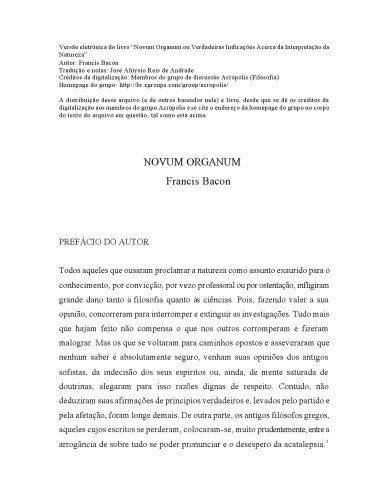 Versão eletrônica do livro “Novum Organum ou Verdadeiras Indicações Acerca da Interpretação da
Natureza”
Autor: Francis Bacon
Tradução e notas: José Aluysio Reis de Andrade
Créditos da digitalização: Membros do grupo de discussão Acrópolis (Filosofia)
Homepage do grupo: http://br.egroups.com/group/acropolis/
A distribuição desse arquivo (e de outros baseados nele) é livre, desde que se dê os créditos da
digitalização aos membros do grupo Acrópolis e se cite o endereço da homepage do grupo no corpo
do texto do arquivo em questão, tal como está acima.
NOVUM ORGANUM
Francis Bacon
PREFÁCIO DO AUTOR
Todos aqueles que ousaram proclamar a natureza como assunto exaurido para o
conhecimento, por convicção, por vezo professoral ou por ostentação, infligiram
grande dano tanto à filosofia quanto às ciências. Pois, fazendo valer a sua
opinião, concorreram para interromper e extinguir as investigações. Tudo mais
que hajam feito não compensa o que nos outros corromperam e fizeram
malograr. Mas os que se voltaram para caminhos opostos e asseveraram que
nenhum saber é absolutamente seguro, venham suas opiniões dos antigos
sofistas, da indecisão dos seus espíritos ou, ainda, de mente saturada de
doutrinas, alegaram para isso razões dignas de respeito. Contudo, não
deduziram suas afirmações de princípios verdadeiros e, levados pelo partido e
pela afetação, foram longe demais. De outra parte, os antigos filósofos gregos,
aqueles cujos escritos se perderam, colocaram-se, muito prudentemente, entre a
arrogância de sobre tudo se poder pronunciar e o desespero da acatalepsia.1